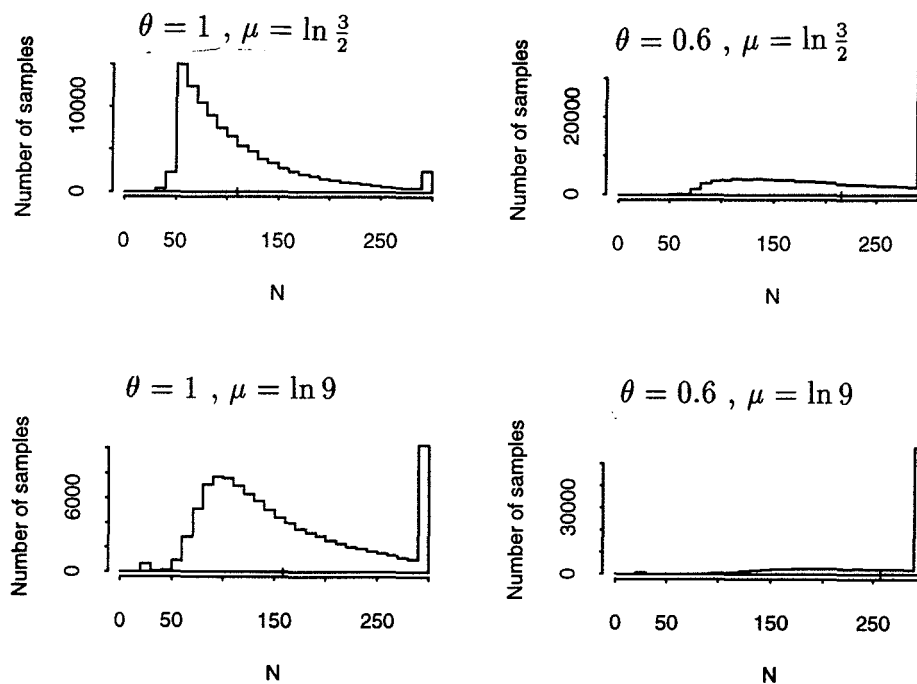 θ = 1 , μ = ln 3/2
Number of samples
10000
0
0 50 150 250
N
θ = 0.6 , μ = ln 3/2
Number of samples
20000
0
0 50 150 250
N
θ = 1 , μ = ln 9
Number of samples
6000
0
0 50 150 250
N
θ = 0.6 , μ = ln 9
Number of samples
30000
0
0 50 150 250
N